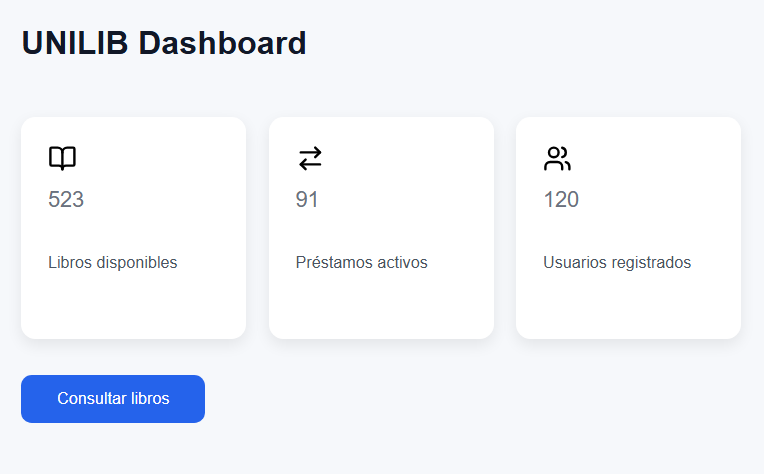 UNILIB Dashboard
523
91
120
Libros disponibles
Préstamos activos
Usuarios registrados
Consultar libros